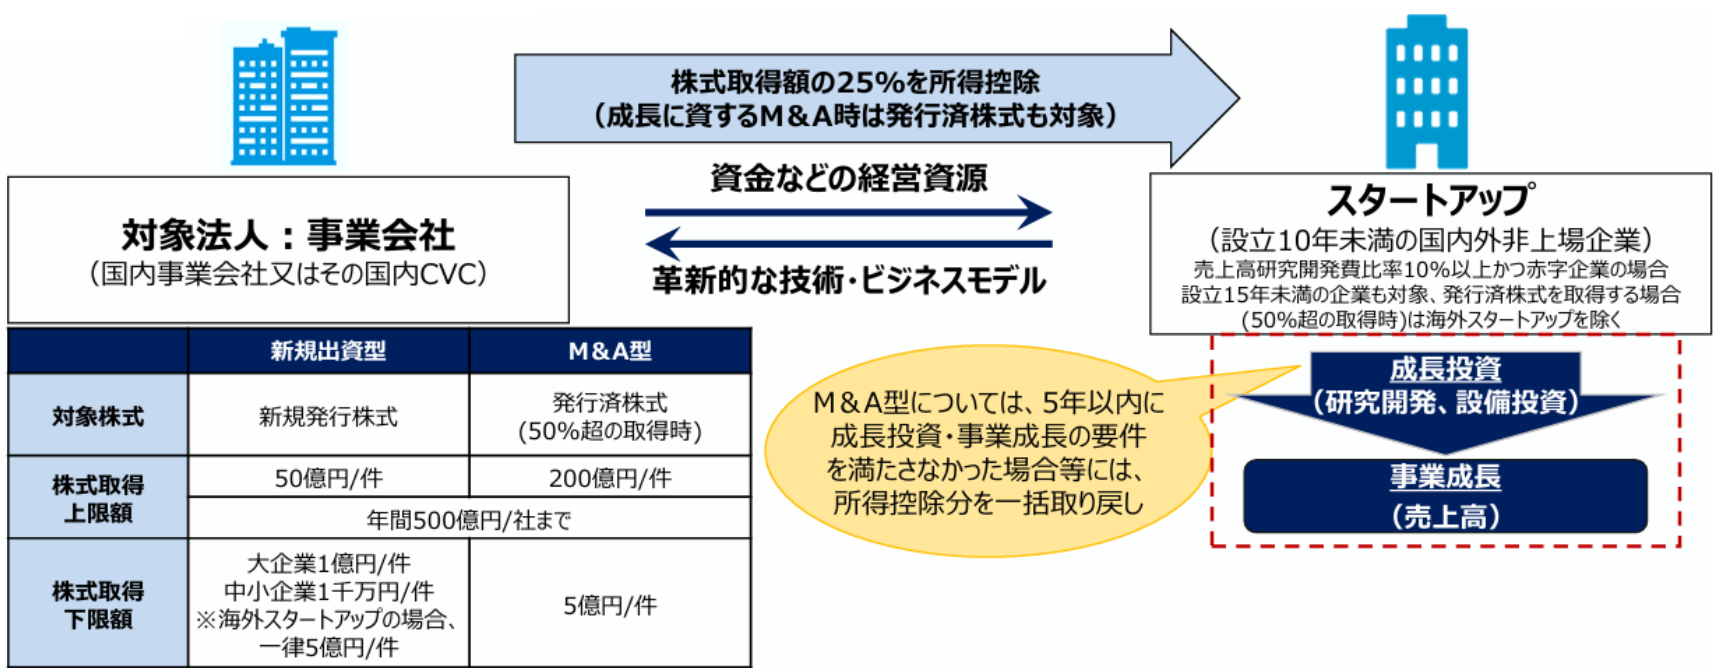 株式取得額の25%を所得控除
(成長に資するM&A時は発行済株式も対象)
対象法人：事業会社
(国内事業会社又はその国内CVC)
資金などの経営資源
革新的な技術・ビジネスモデル
スタートアップ
(設立10年未満の国内外非上場企業)
売上高研究開発費比率10%以上かつ赤字企業の場合
設立15年未満の企業も対象、発行済株式を取得する場合
(50%超の取得時)は海外スタートアップを除く
新規出資型
M&A型
対象株式
新規発行株式
発行済株式
(50%超の取得時)
株式取得
上限額
50億円/件
200億円/件
年間500億円/社まで
株式取得
下限額
大企業1億円/件
中小企業1千万円/件
※海外スタートアップの場合、
一律5億円/件
5億円/件
M&A型については、5年以内に
成長投資・事業成長の要件
を満たさなかった場合等には、
所得控除分を一括取り戻し
成長投資
(研究開発、設備投資)
事業成長
(売上高)